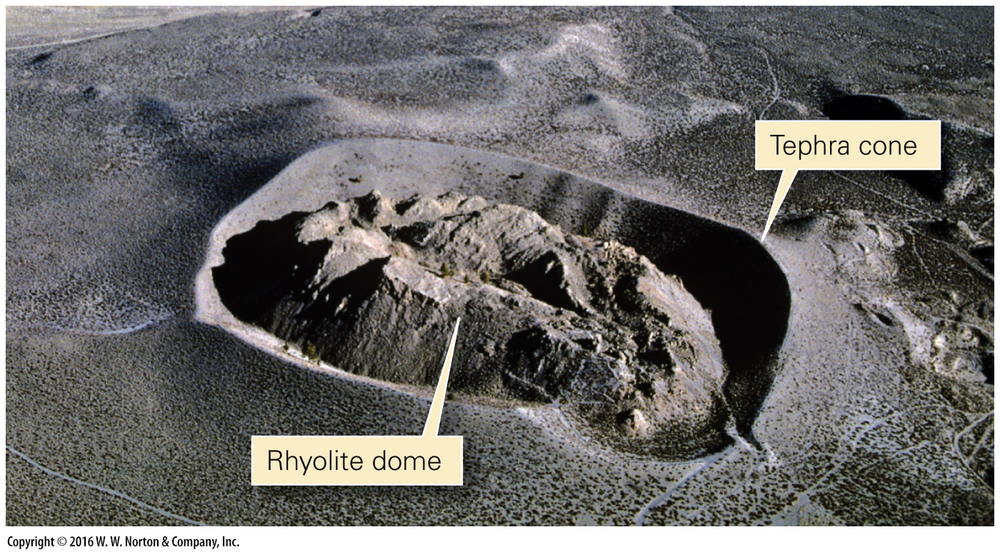 Tephra cone
Rhyolite dome
Copyright © 2016 W. W. Norton & Company, Inc.